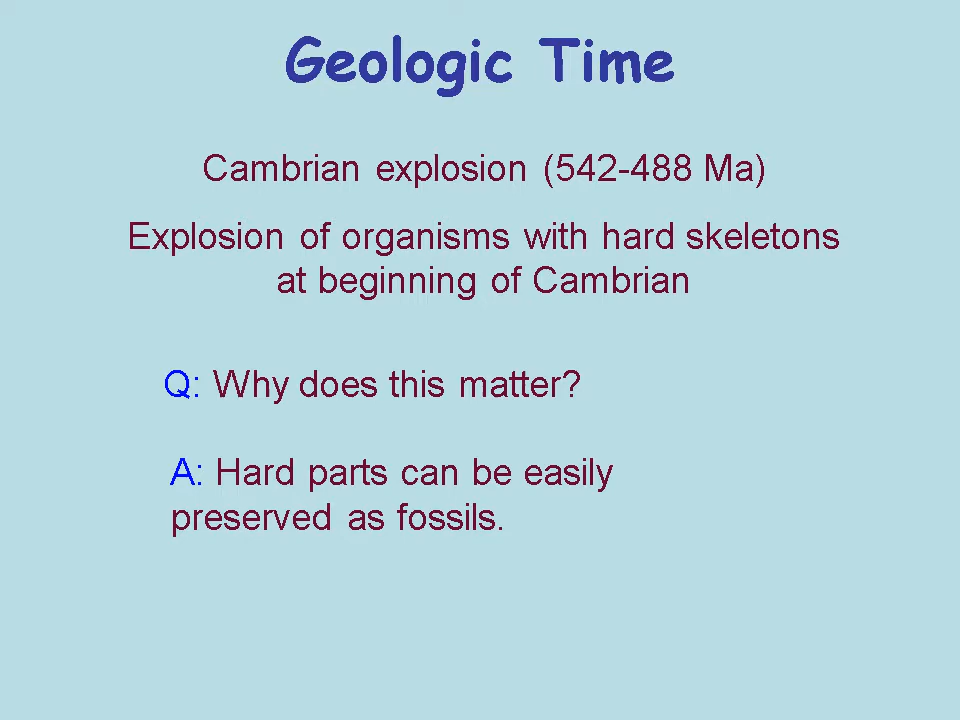 Geologic Time
Cambrian explosion (542-488 Ma)
Explosion of organisms with hard skeletons
at beginning of Cambrian
Q: Why does this matter?
A: Hard parts can be easily
preserved as fossils.